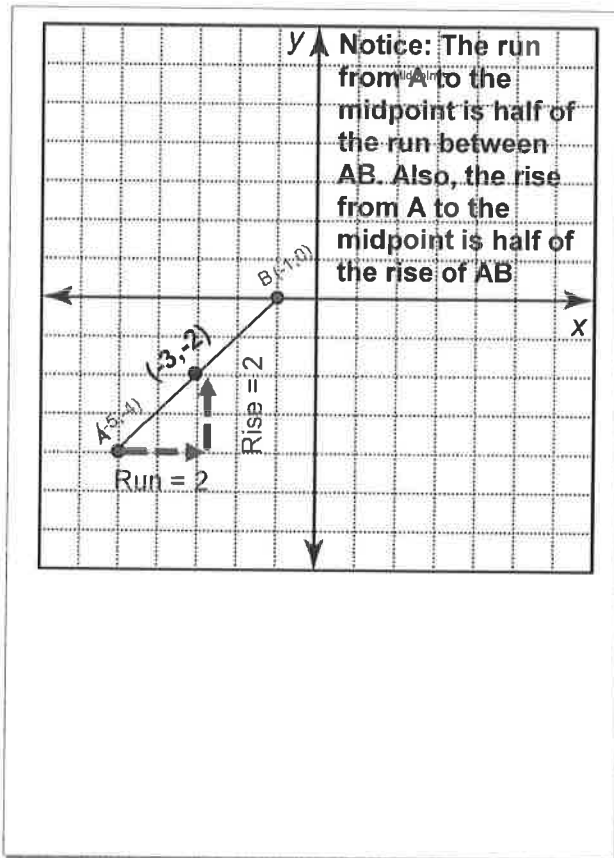 y
Notice: The run
from A to the
midpoint is half of
the run between
AB. Also, the rise
from A to the
midpoint is half of
the rise of AB
B(-1,0)
x
(-3,-2)
A(-5,-4)
Rise = 2
Run = 2